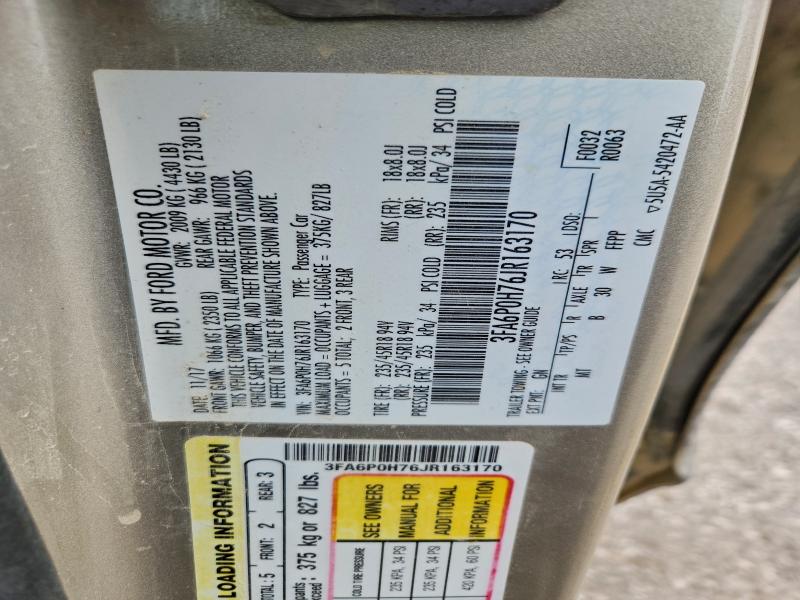 MFD. BY FORD MOTOR CO.
DATE: 11/17 GVWR: 2009 KG ( 4430 LB)
FRONT GAWR: 1066 KG ( 2350 LB) REAR GAWR: 966 KG ( 2130 LB)
THIS VEHICLE CONFORMS TO ALL APPLICABLE FEDERAL MOTOR
VEHICLE SAFETY, BUMPER, AND THEFT PREVENTION STANDARDS
IN EFFECT ON THE DATE OF MANUFACTURE SHOWN ABOVE.
VIN: 3FA6P0H76JR163170 TYPE: Passenger Car
MAXIMUM LOAD = OCCUPANTS + LUGGAGE = 375KG/ 827LB
OCCUPANTS = 5 TOTAL; 2 FRONT, 3 REAR
TIRE (FR): 235/45R18 94Y RIMS (FR): 18x8.0J
(RR): 235/45R18 94Y (RR): 18x8.0J
PRESSURE (FR): 235 kPa/ 34 PSI COLD (RR): 235 kPa/ 34 PSI COLD
3FA6P0H76JR163170
TRAILER TOWING - SEE OWNER GUIDE
EXT PNT: GN RC: 53 DSO: F0032
R0063
INT TR TP/PS R AXLE TR SPR
MT B 30 W FFPP
CMC ▽5U5A-5420472-AA
LOADING INFORMATION
TOTAL: 5 FRONT: 2 REAR: 3
375 kg or 827 lbs.
3FA6P0H76JR163170
COLD TIRE PRESSURE SEE OWNERS
235 KPA, 34 PSI MANUAL FOR
235 KPA, 34 PSI ADDITIONAL
420 KPA, 60 PSI INFORMATION